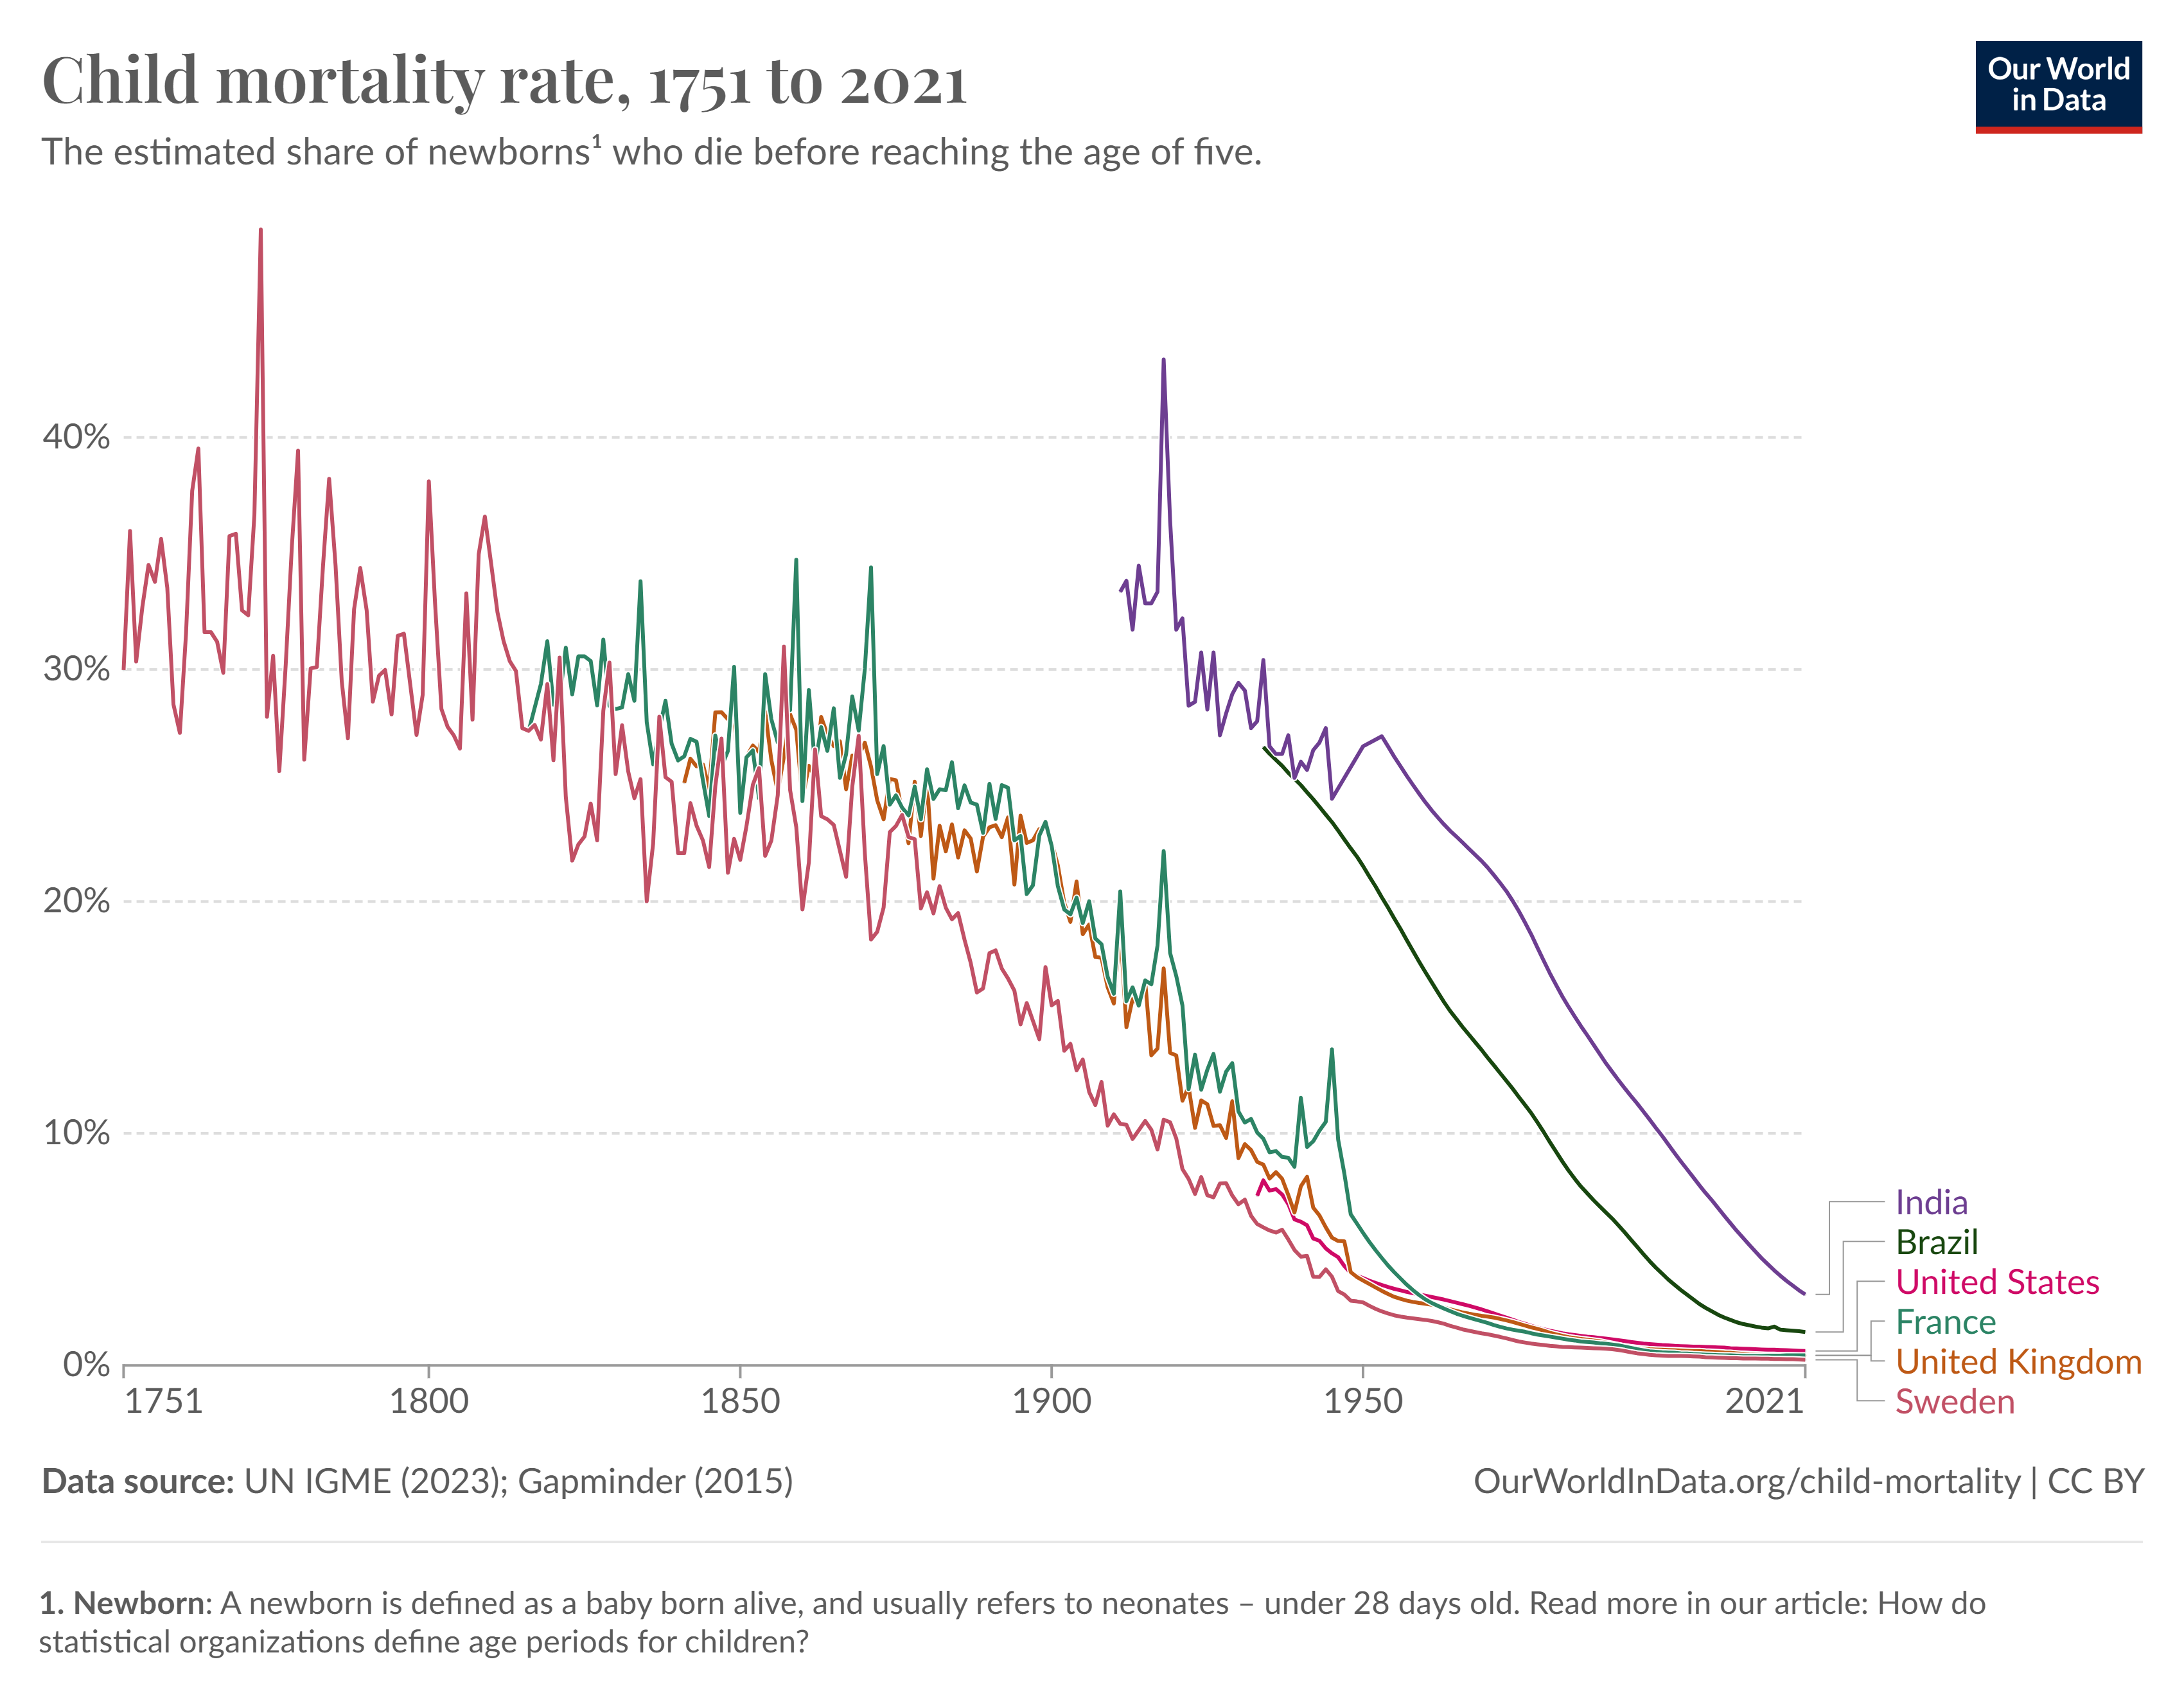 Child mortality rate, 1751 to 2021
Our World
in Data
The estimated share of newborns¹ who die before reaching the age of five.
40%
30%
20%
10%
0%
1751
1800
1850
1900
1950
2021
India
Brazil
United States
France
United Kingdom
Sweden
Data source: UN IGME (2023); Gapminder (2015)
OurWorldInData.org/child-mortality | CC BY
1. Newborn: A newborn is defined as a baby born alive, and usually refers to neonates – under 28 days old. Read more in our article: How do
statistical organizations define age periods for children?